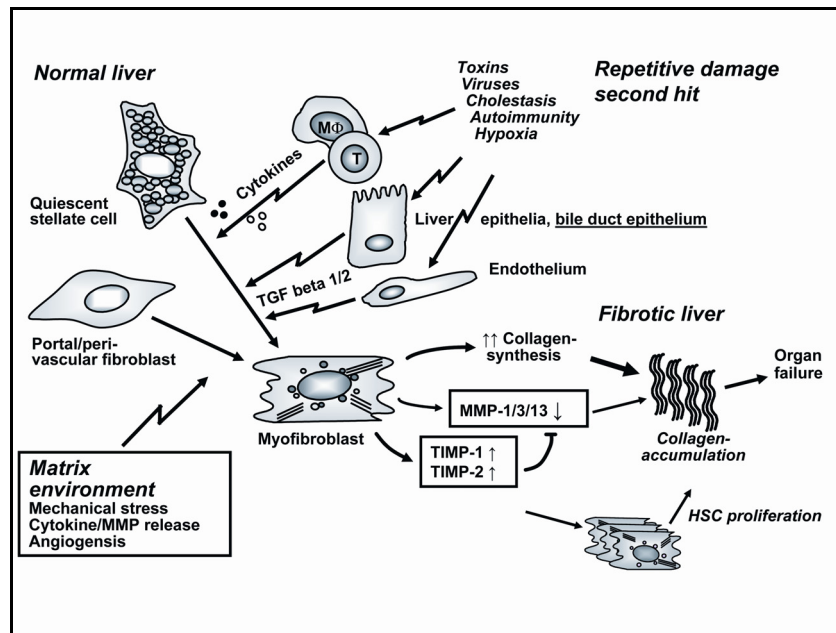 Normal liver
Toxins
Viruses
Cholestasis
Autoimmunity
Hypoxia
Repetitive damage
second hit
MΦ
T
Cytokines
Quiescent
stellate cell
Liver epithelia, bile duct epithelium
TGF beta 1/2
Endothelium
Portal/peri-
vascular fibroblast
Fibrotic liver
↑↑ Collagen-
synthesis
Organ
failure
MMP-1/3/13 ↓
Myofibroblast
TIMP-1 ↑
TIMP-2 ↑
Collagen-
accumulation
Matrix
environment
Mechanical stress
Cytokine/MMP release
Angiogensis
HSC proliferation